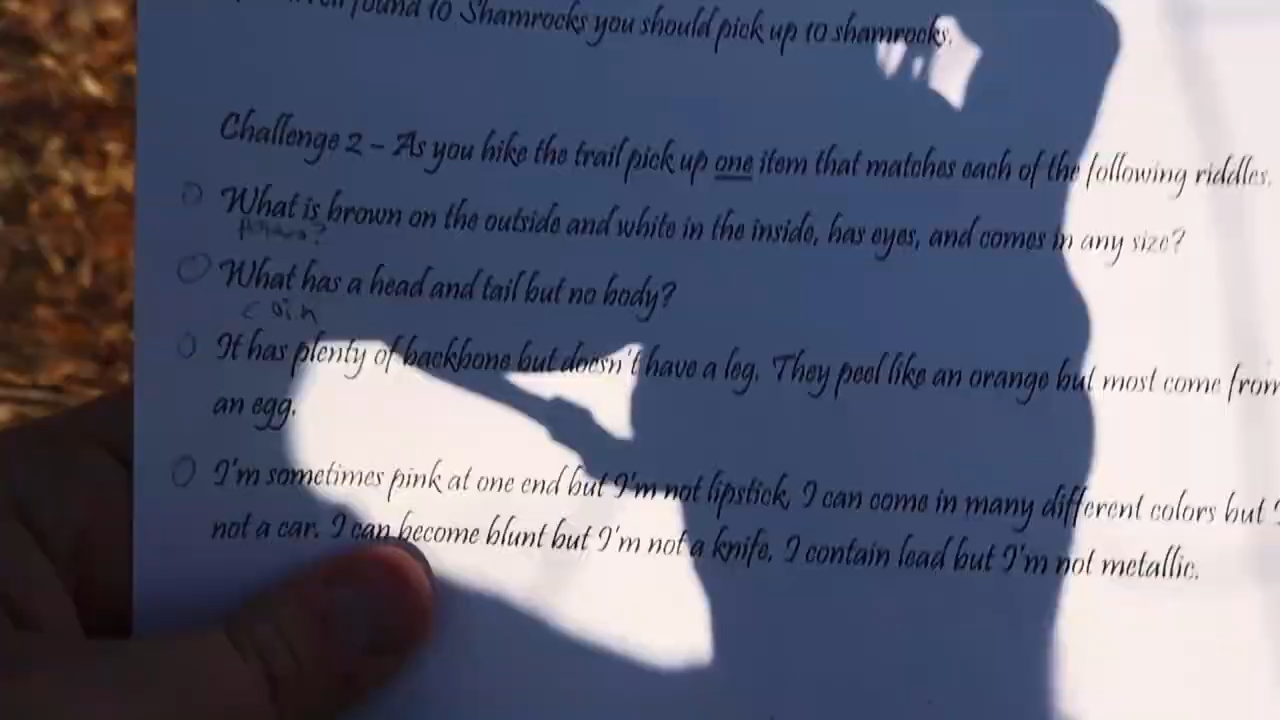 found 10 Shamrocks you should pick up 10 shamrocks.
Challenge 2 – As you hike the trail pick up one item that matches each of the following riddles.
What is brown on the outside and white in the inside, has eyes, and comes in any size?
What has a head and tail but no body?
coin
It has plenty of backbone but doesn't have a leg. They peel like an orange but most come from
an egg.
I'm sometimes pink at one end but I'm not lipstick, I can come in many different colors but
not a car. I can become blunt but I'm not a knife. I contain lead but I'm not metallic.